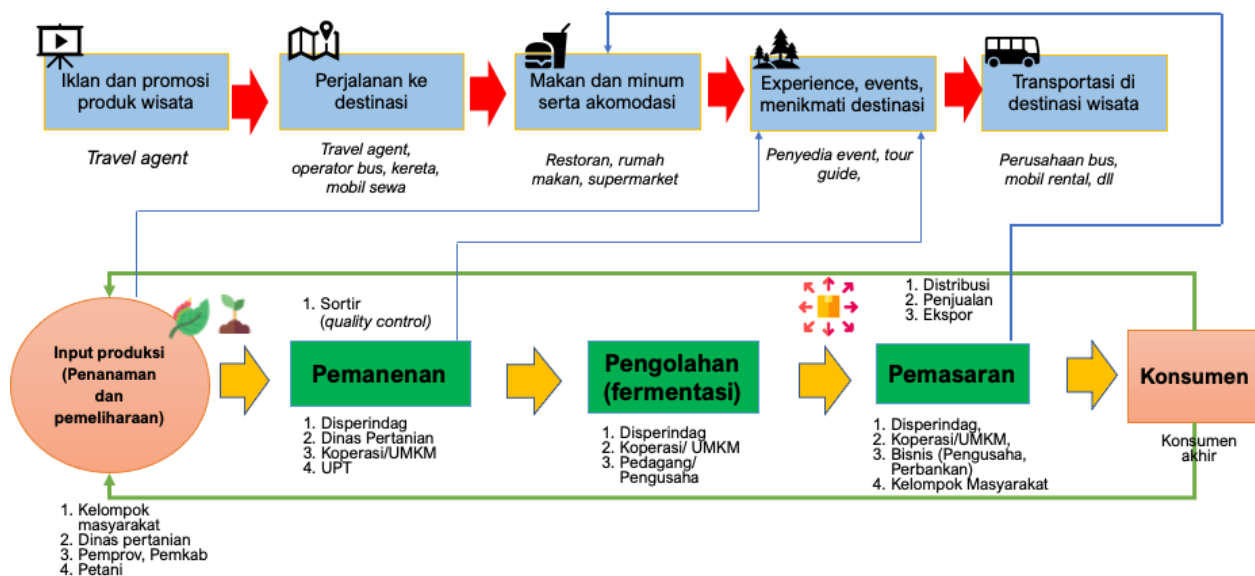 Iklan dan promosi
produk wisata
Perjalanan ke
destinasi
Makan dan minum
serta akomodasi
Experience, events,
menikmati destinasi
Transportasi di
destinasi wisata
Travel agent
Travel agent,
operator bus, kereta,
mobil sewa
Restoran, rumah
makan, supermarket
Penyedia event, tour
guide,
Perusahaan bus,
mobil rental, dll
1. Sortir
(quality control)
1. Distribusi
2. Penjualan
3. Ekspor
Input produksi
(Penanaman
dan
pemeliharaan)
Pemanenan
Pengolahan
(fermentasi)
Pemasaran
Konsumen
1. Disperindag
2. Dinas Pertanian
3. Koperasi/UMKM
4. UPT
1. Disperindag
2. Koperasi/ UMKM
3. Pedagang/
Pengusaha
1. Disperindag,
2. Koperasi/UMKM,
3. Bisnis (Pengusaha,
Perbankan)
4. Kelompok Masyarakat
Konsumen
akhir
1. Kelompok
masyarakat
2. Dinas pertanian
3. Pemprov, Pemkab
4. Petani